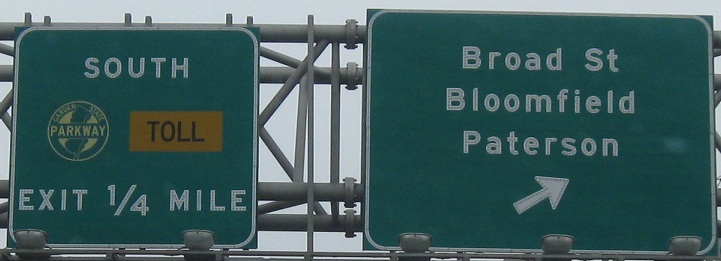 SOUTH
GARDEN STATE
PARKWAY
TOLL
EXIT 1/4 MILE
Broad St
Bloomfield
Paterson